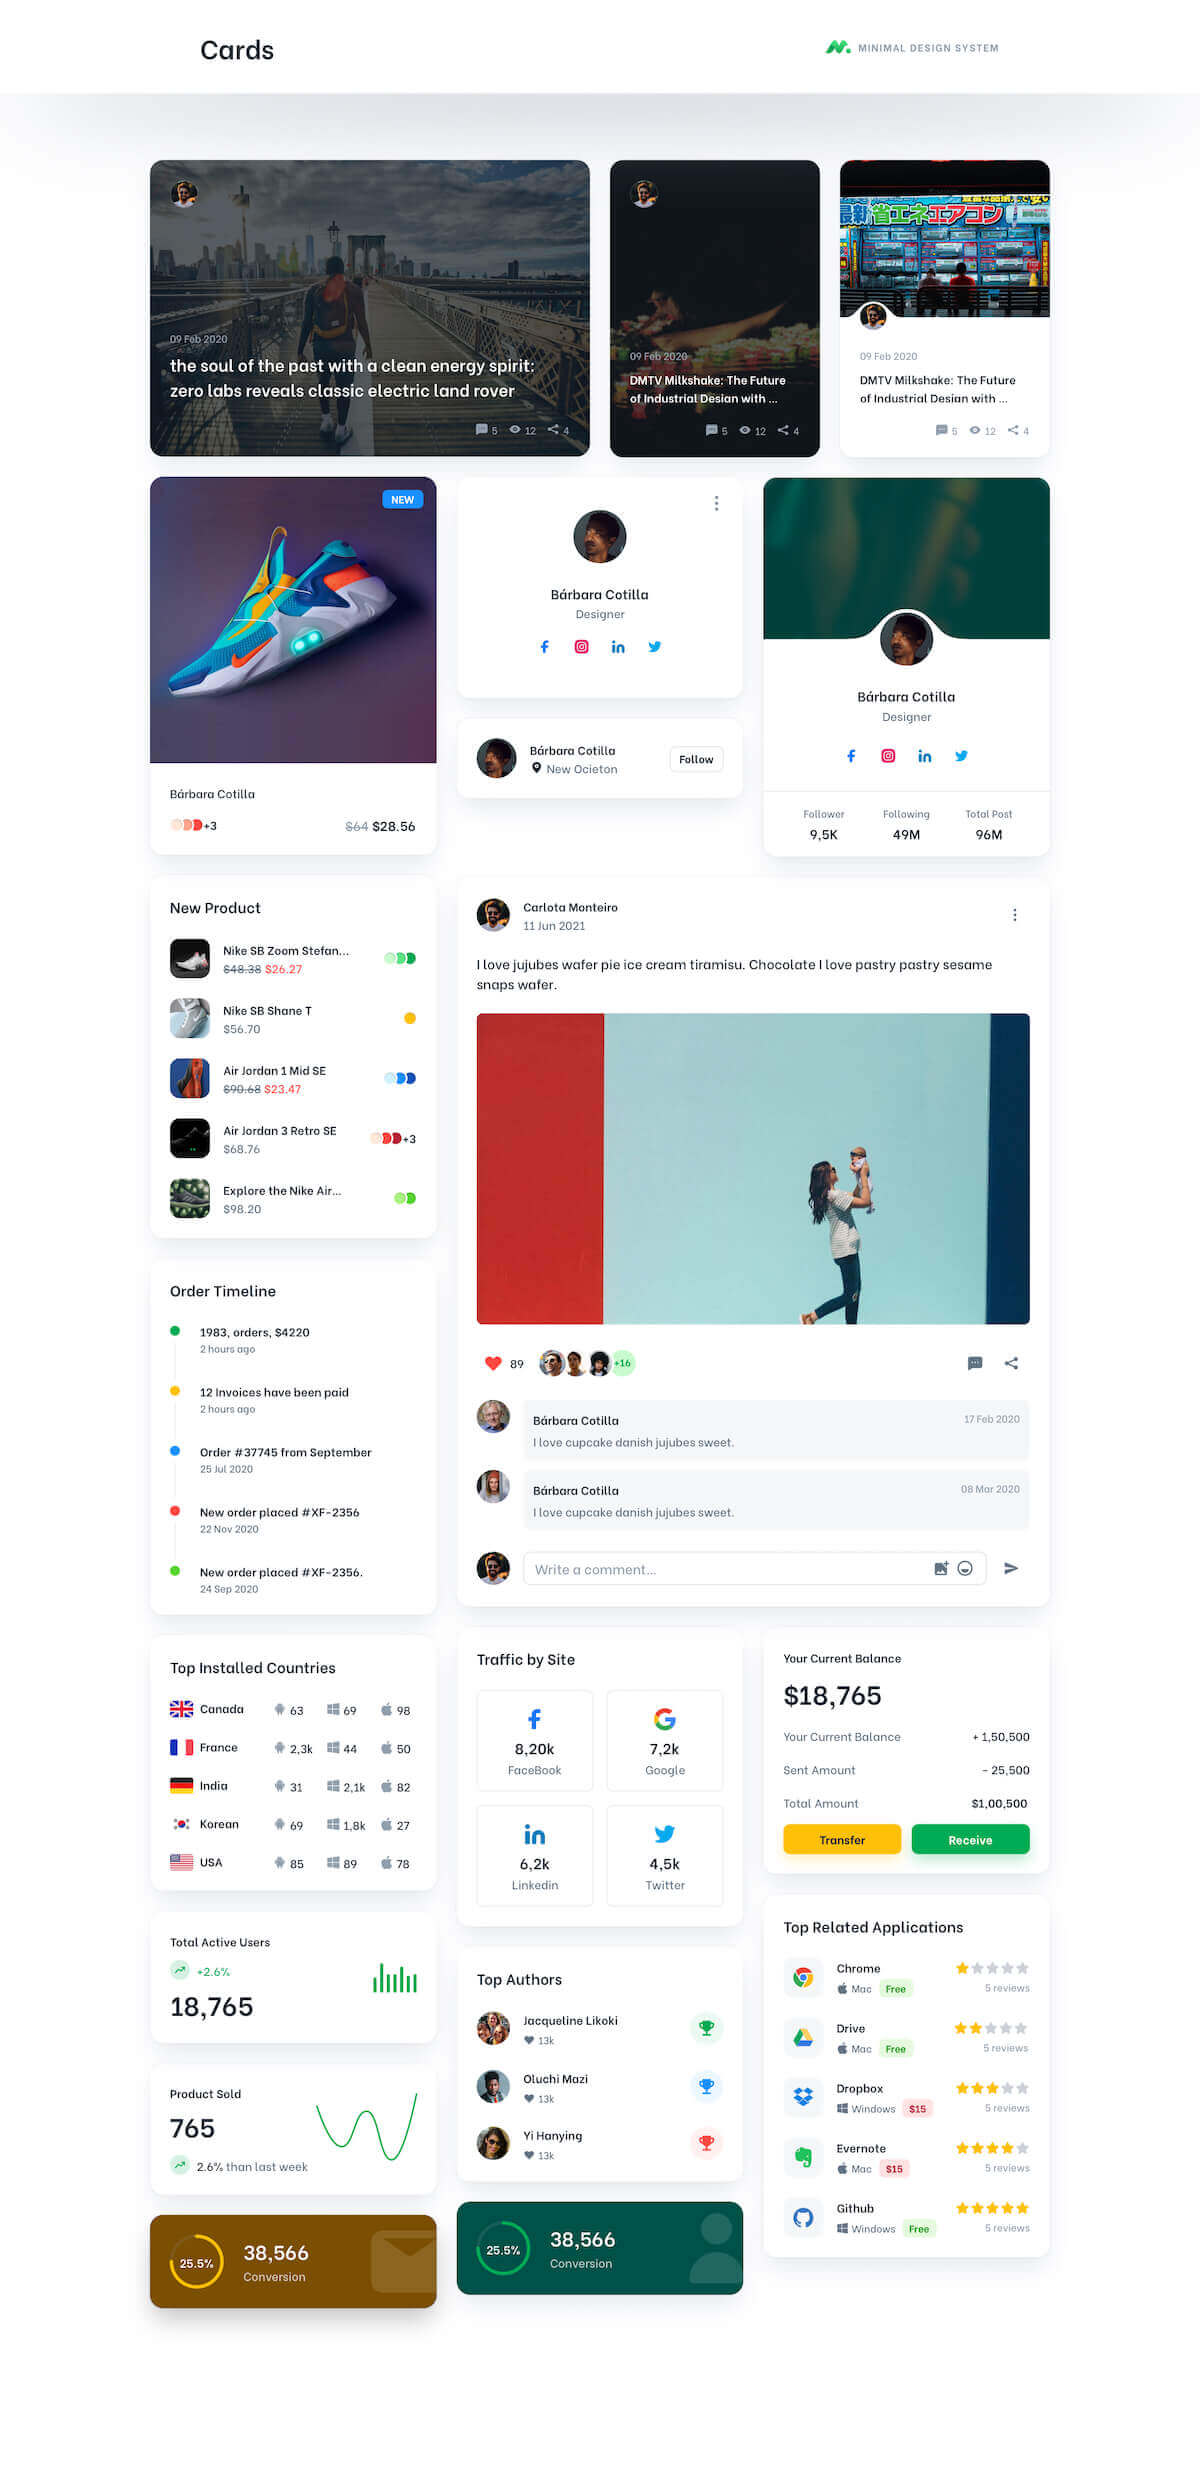 Cards
MINIMAL DESIGN SYSTEM
09 Feb 2020
the soul of the past with a clean energy spirit:
zero labs reveals classic electric land rover
5 12 4
09 Feb 2020
DMTV Milkshake: The Future
of Industrial Desian with ...
5 12 4
最新 省エネエアコン
09 Feb 2020
DMTV Milkshake: The Future
of Industrial Desian with ...
5 12 4
NEW
Bárbara Cotilla
+3
$64 $28.56
Bárbara Cotilla
Designer
Bárbara Cotilla
New Ocieton
Follow
Bárbara Cotilla
Designer
Follower Following Total Post
9,5K 49M 96M
New Product
Nike SB Zoom Stefan...
$48.38 $26.27
Nike SB Shane T
$56.70
Air Jordan 1 Mid SE
$90.68 $23.47
Air Jordan 3 Retro SE
$68.76
+3
Explore the Nike Air...
$98.20
Carlota Monteiro
11 Jun 2021
I love jujubes wafer pie ice cream tiramisu. Chocolate I love pastry pastry sesame
snaps wafer.
89
+16
Bárbara Cotilla
17 Feb 2020
I love cupcake danish jujubes sweet.
Bárbara Cotilla
08 Mar 2020
I love cupcake danish jujubes sweet.
Write a comment...
Order Timeline
1983, orders, $4220
2 hours ago
12 Invoices have been paid
2 hours ago
Order #37745 from September
25 Jul 2020
New order placed #XF-2356
22 Nov 2020
New order placed #XF-2356.
24 Sep 2020
Top Installed Countries
Canada 63 69 98
France 2,3k 44 50
India 31 2,1k 82
Korean 69 1,8k 27
USA 85 89 78
Traffic by Site
8,20k
FaceBook
7,2k
Google
6,2k
Linkedin
4,5k
Twitter
Your Current Balance
$18,765
Your Current Balance + 1,50,500
Sent Amount - 25,500
Total Amount $1,00,500
Transfer
Receive
Total Active Users
+2.6%
18,765
Product Sold
765
2.6% than last week
25.5%
38,566
Conversion
Top Authors
Jacqueline Likoki
13k
Oluchi Mazi
13k
Yi Hanying
13k
25.5%
38,566
Conversion
Top Related Applications
Chrome
Mac Free
5 reviews
Drive
Mac Free
5 reviews
Dropbox
Windows $15
5 reviews
Evernote
Mac $15
5 reviews
Github
Windows Free
5 reviews